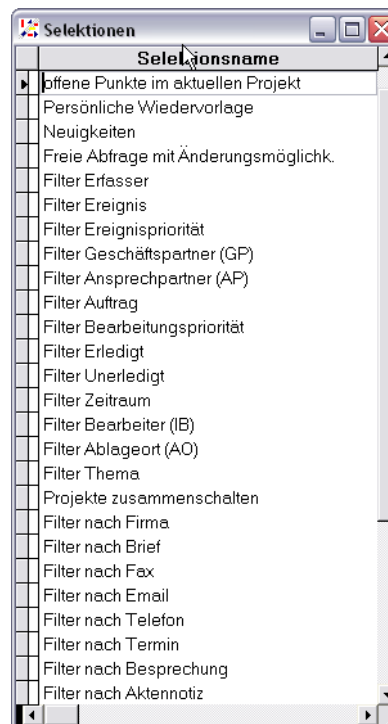 Selektionen
Selektionsname
offene Punkte im aktuellen Projekt
Persönliche Wiedervorlage
Neuigkeiten
Freie Abfrage mit Änderungsmöglichk.
Filter Erfasser
Filter Ereignis
Filter Ereignispriorität
Filter Geschäftspartner (GP)
Filter Ansprechpartner (AP)
Filter Auftrag
Filter Bearbeitungspriorität
Filter Erledigt
Filter Unerledigt
Filter Zeitraum
Filter Bearbeiter (IB)
Filter Ablageort (AO)
Filter Thema
Projekte zusammenschalten
Filter nach Firma
Filter nach Brief
Filter nach Fax
Filter nach Email
Filter nach Telefon
Filter nach Termin
Filter nach Besprechung
Filter nach Aktennotiz